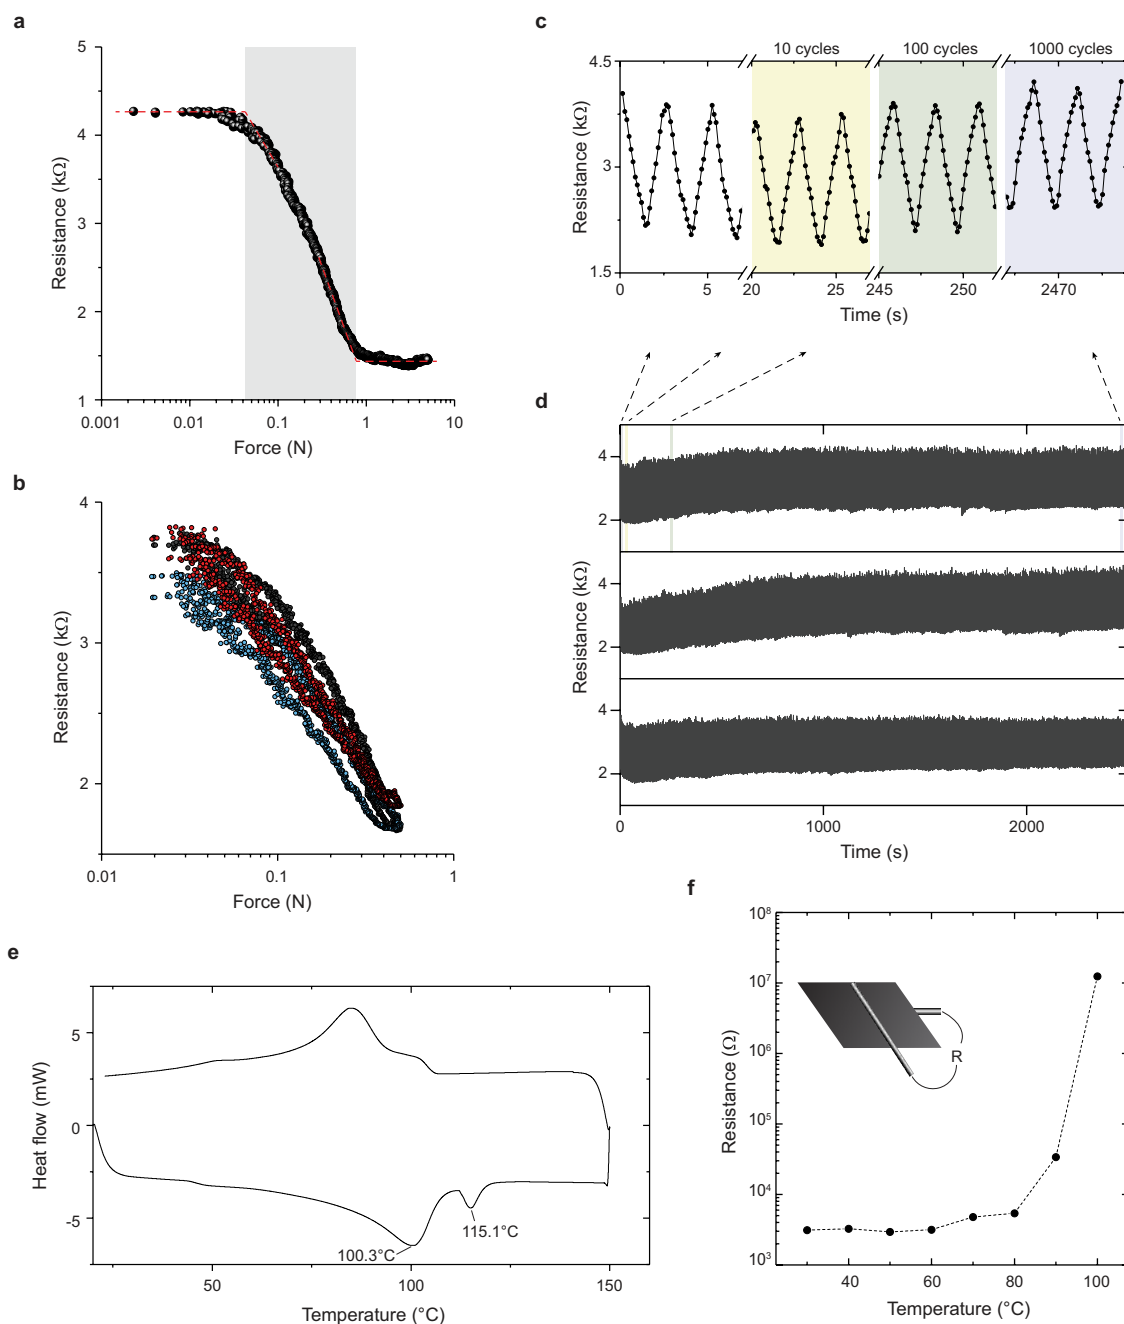 a
5
4
3
2
1
Resistance (kΩ)
0.001
0.01
0.1
1
10
Force (N)
b
4
3
2
Resistance (kΩ)
0.01
0.1
1
Force (N)
c
10 cycles
100 cycles
1000 cycles
4.5
3
1.5
Resistance (kΩ)
0
5
20
25
245
250
2470
Time (s)
d
4
2
4
2
4
2
Resistance (kΩ)
0
1000
2000
Time (s)
e
5
0
-5
Heat flow (mW)
100.3°C
115.1°C
50
100
150
Temperature (°C)
f
10⁸
10⁷
10⁶
10⁵
10⁴
10³
Resistance (Ω)
R
40
60
80
100
Temperature (°C)